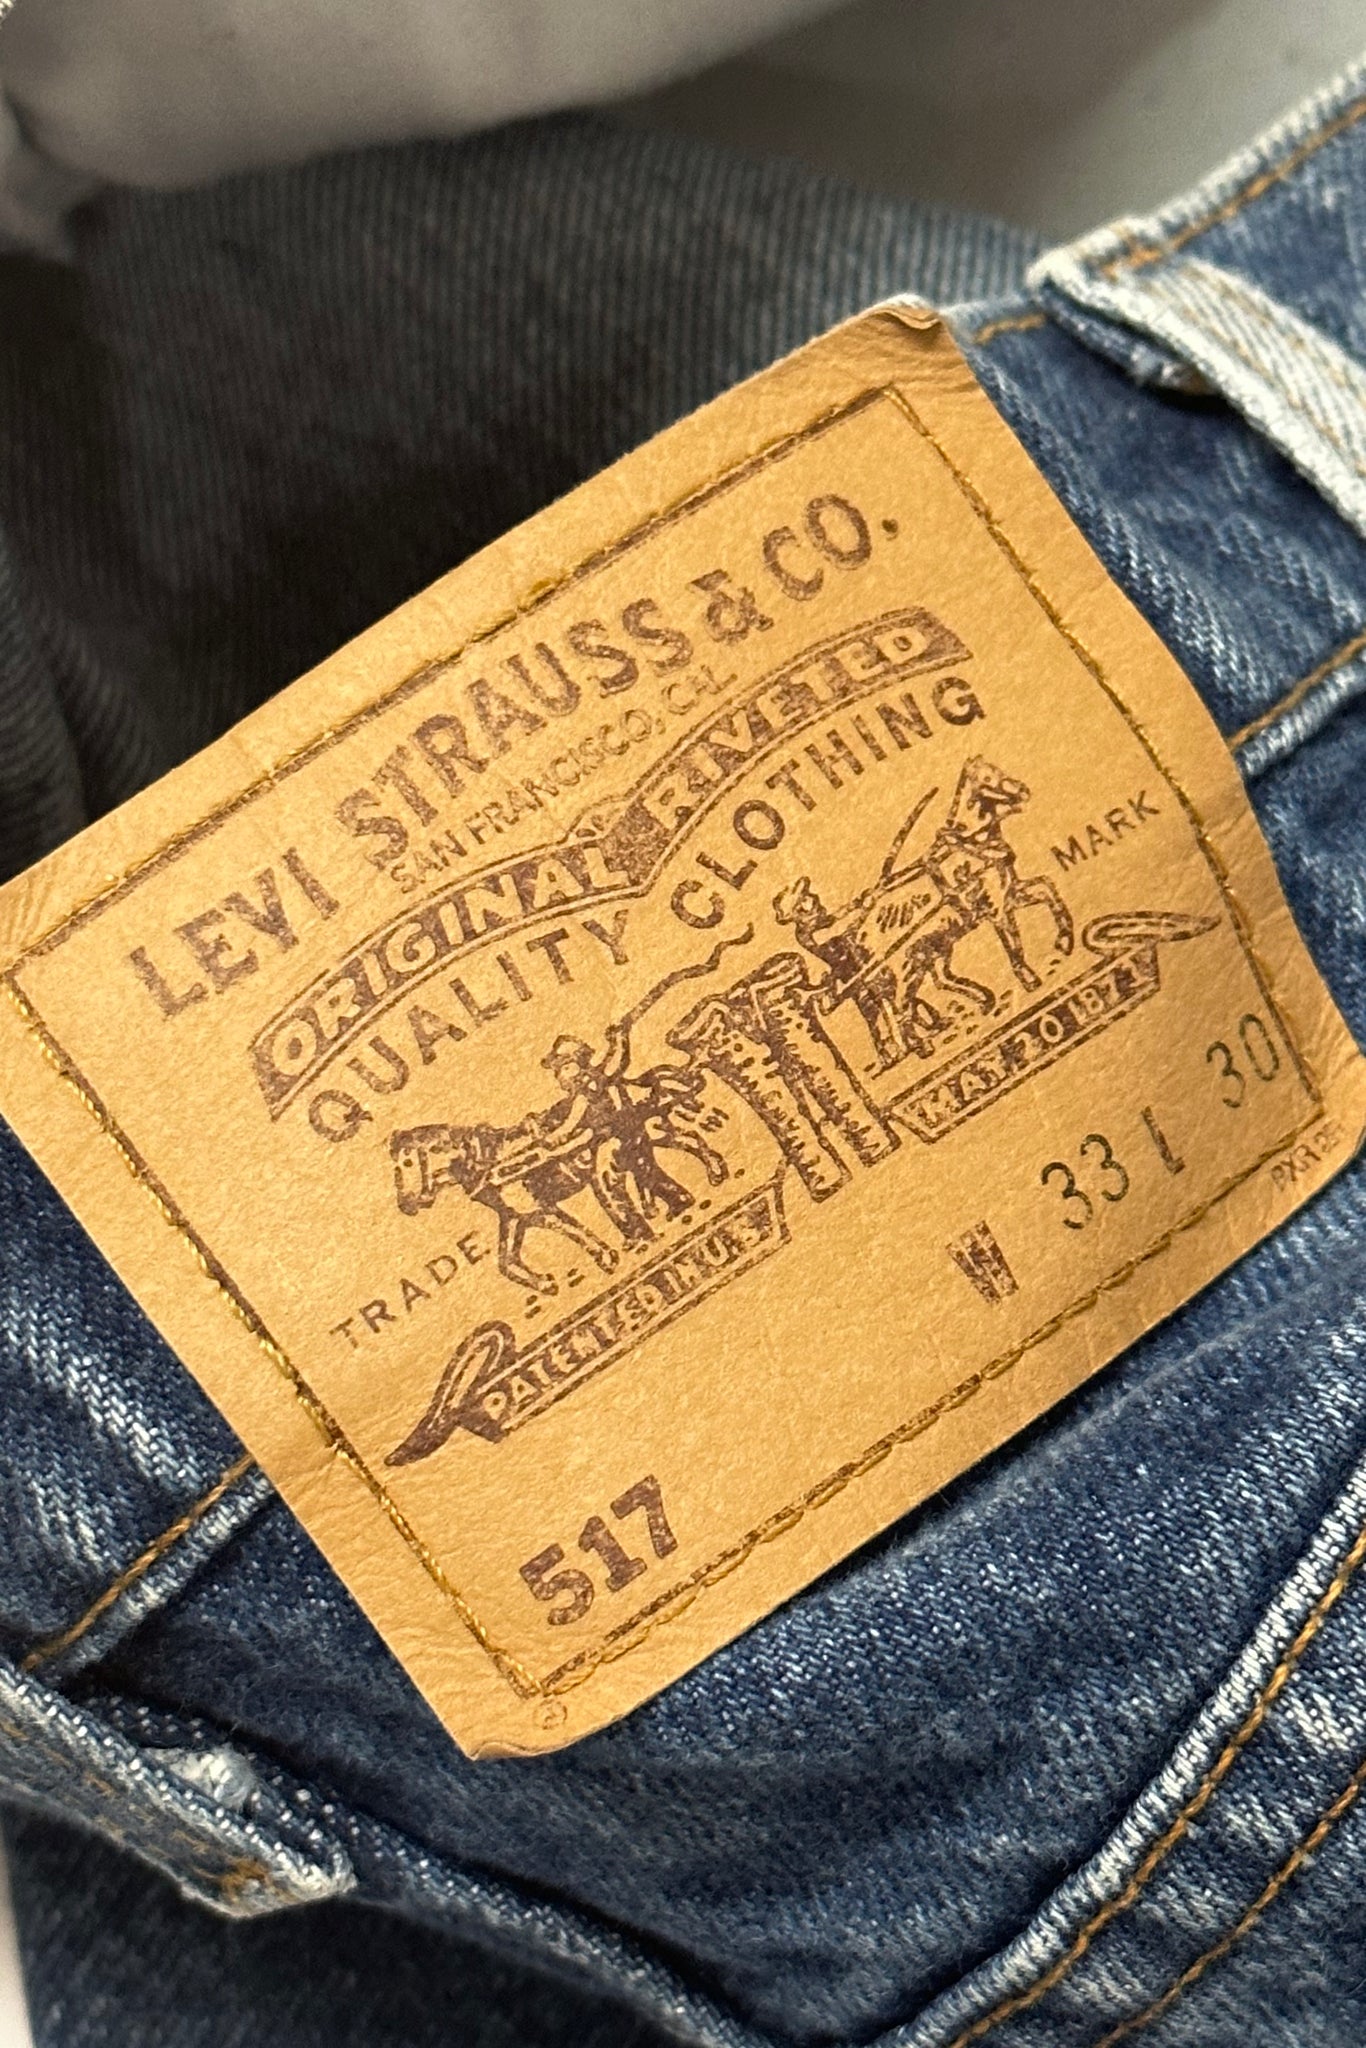 LEVI STRAUSS & CO.
SAN FRANCISCO, CAL
ORIGINAL RIVETED
QUALITY CLOTHING
TRADE MARK
PATENTED IN U.S.
MAY 20 1871
W 33 L 30
517
®